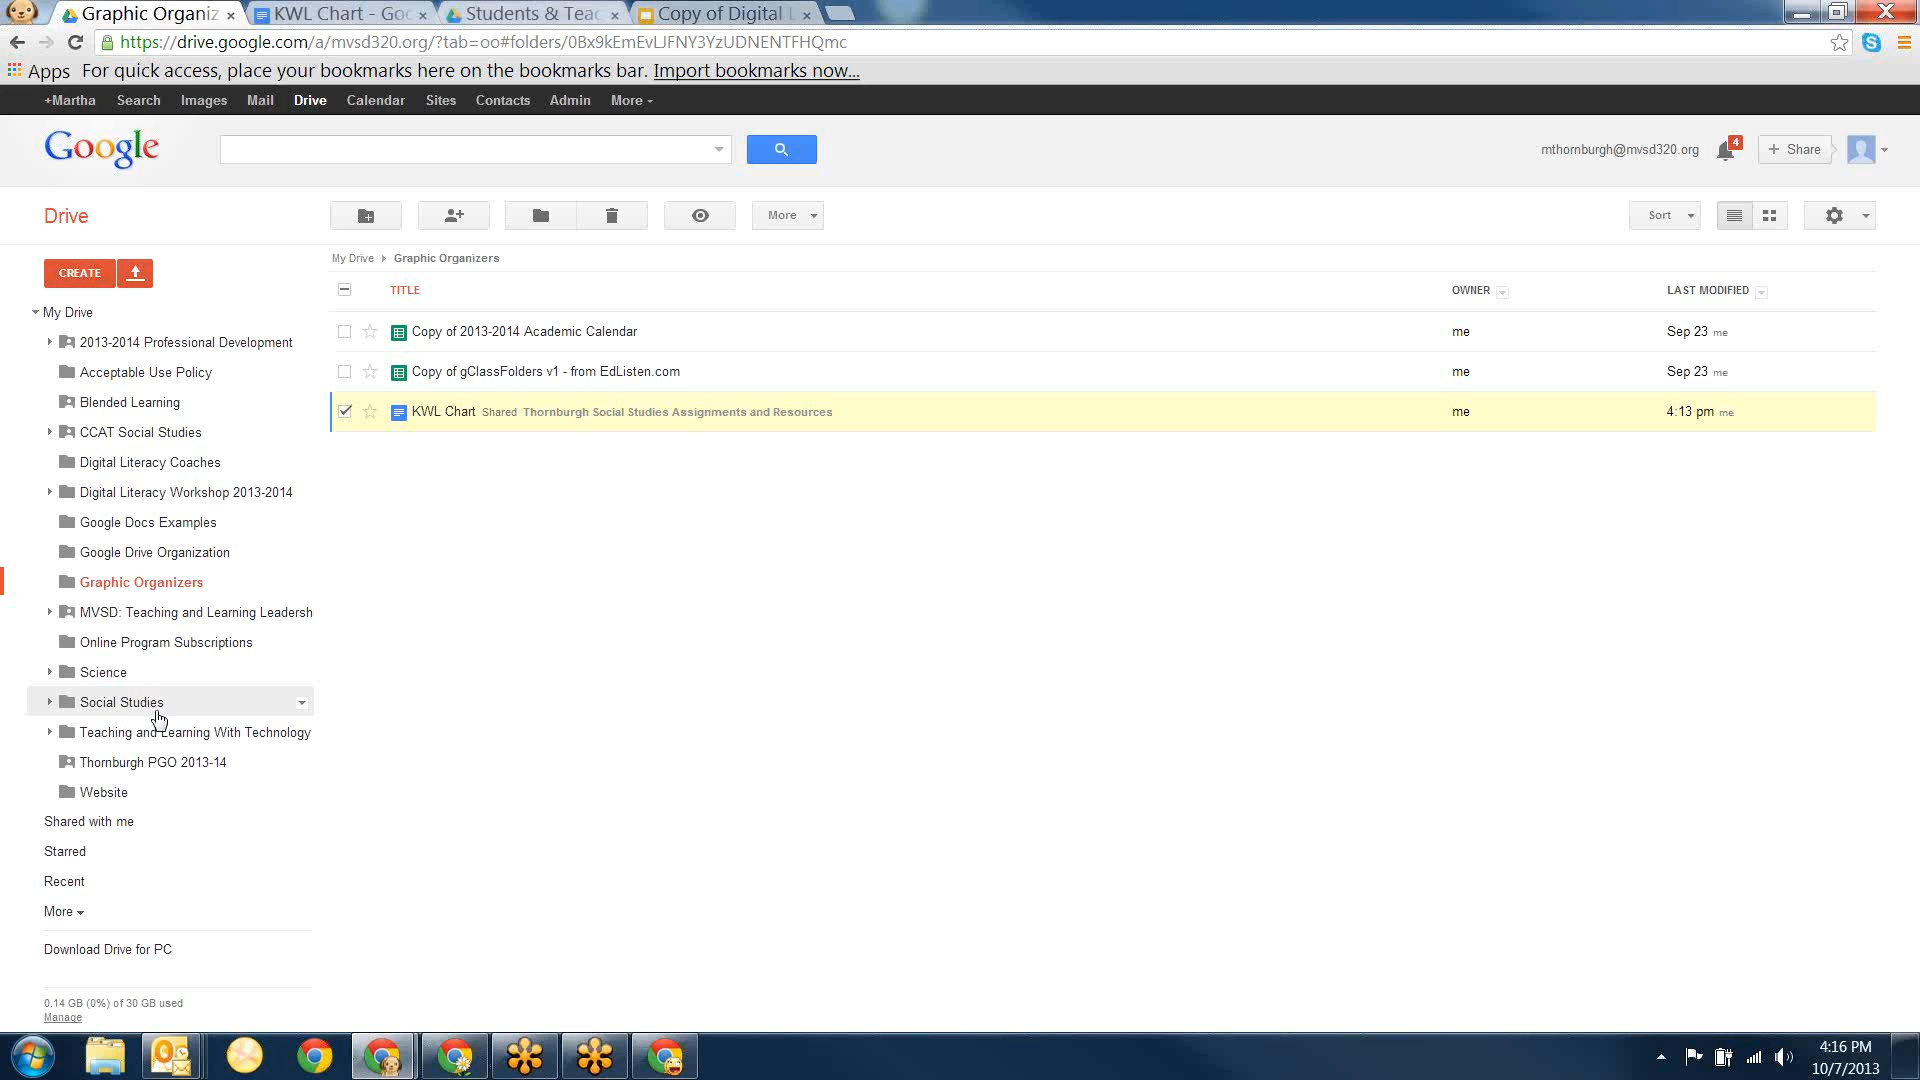 Graphic Organiz
KWL Chart - Goo
Students & Teac
Copy of Digital L
https://drive.google.com/a/mvsd320.org/?tab=oo#folders/0Bx9kEmEvLJFNY3YzUDNENTFHQmc
Apps For quick access, place your bookmarks here on the bookmarks bar. Import bookmarks now...
+Martha Search Images Mail Drive Calendar Sites Contacts Admin More
Google
mthornburgh@mvsd320.org 4 + Share
Drive
More
Sort
My Drive Graphic Organizers
CREATE
TITLE OWNER LAST MODIFIED
Copy of 2013-2014 Academic Calendar me Sep 23 me
Copy of gClassFolders v1 - from EdListen.com me Sep 23 me
KWL Chart Shared Thornburgh Social Studies Assignments and Resources me 4:13 pm me
My Drive
2013-2014 Professional Development
Acceptable Use Policy
Blended Learning
CCAT Social Studies
Digital Literacy Coaches
Digital Literacy Workshop 2013-2014
Google Docs Examples
Google Drive Organization
Graphic Organizers
MVSD: Teaching and Learning Leadersh
Online Program Subscriptions
Science
Social Studies
Teaching and Learning With Technology
Thornburgh PGO 2013-14
Website
Shared with me
Starred
Recent
More
Download Drive for PC
0.14 GB (0%) of 30 GB used
Manage
4:16 PM
10/7/2013